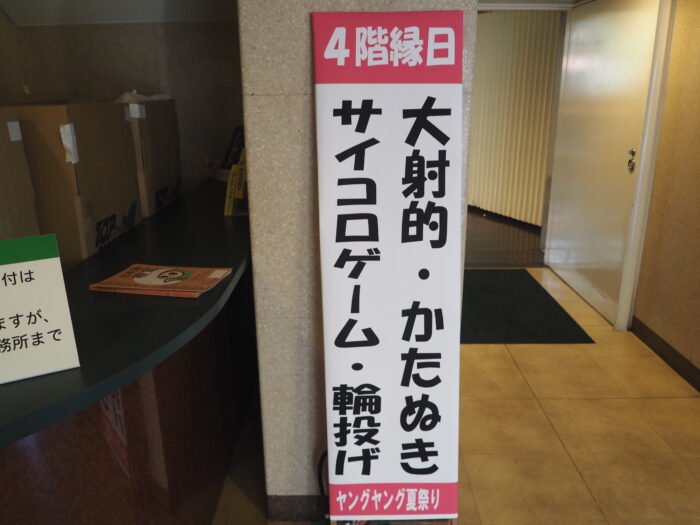 ４階縁日
大射的・かたぬき
サイコロゲーム・輪投げ
ヤングヤング夏祭り
付は
ますが、
務所まで
TOP